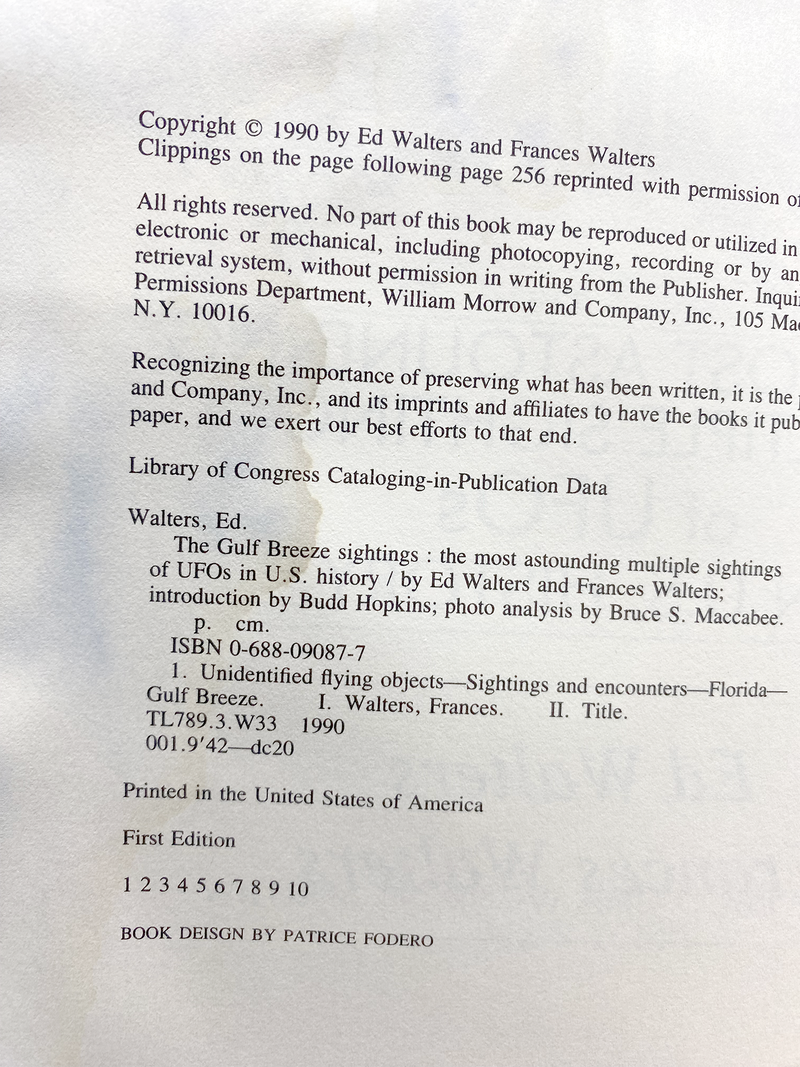 Copyright © 1990 by Ed Walters and Frances Walters
Clippings on the page following page 256 reprinted with permission of
All rights reserved. No part of this book may be reproduced or utilized in
electronic or mechanical, including photocopying, recording or by an
retrieval system, without permission in writing from the Publisher. Inqui
Permissions Department, William Morrow and Company, Inc., 105 Mad
N.Y. 10016.
Recognizing the importance of preserving what has been written, it is the
and Company, Inc., and its imprints and affiliates to have the books it pub
paper, and we exert our best efforts to that end.
Library of Congress Cataloging-in-Publication Data
Walters, Ed.
The Gulf Breeze sightings : the most astounding multiple sightings
of UFOs in U.S. history / by Ed Walters and Frances Walters;
introduction by Budd Hopkins; photo analysis by Bruce S. Maccabee.
p. cm.
ISBN 0-688-09087-7
1. Unidentified flying objects—Sightings and encounters—Florida—
Gulf Breeze. I. Walters, Frances. II. Title.
TL789.3.W33 1990
001.9'42—dc20
Printed in the United States of America
First Edition
1 2 3 4 5 6 7 8 9 10
BOOK DEISGN BY PATRICE FODERO